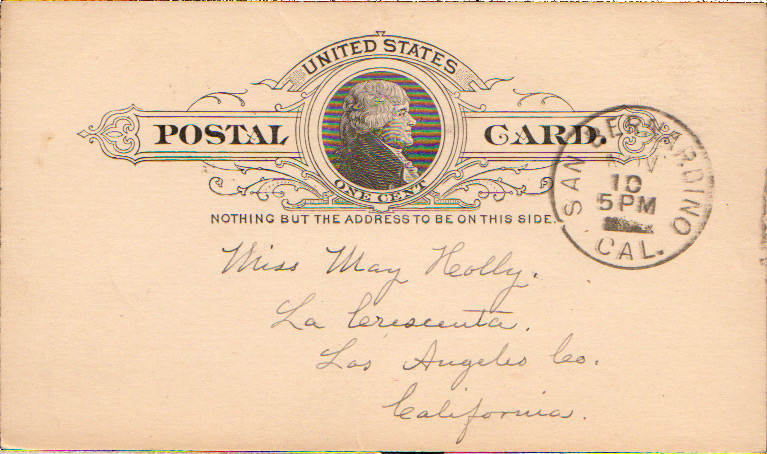 UNITED STATES
POSTAL CARD.
ONE CENT
NOTHING BUT THE ADDRESS TO BE ON THIS SIDE.
SAN BERNARDINO
10
5 PM
CAL.
Miss May Holly.
La Crescenta.
Los Angeles Co.
California.